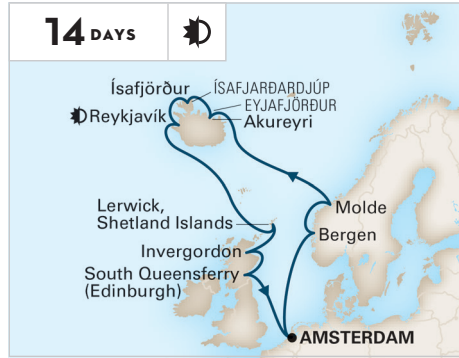 14 DAYS
Ísafjörður
ÍSAFJARÐARDJÚP
EYJAFJÖRÐUR
Akureyri
Reykjavík
Lerwick,
Shetland Islands
Molde
Bergen
Invergordon
South Queensferry
(Edinburgh)
AMSTERDAM